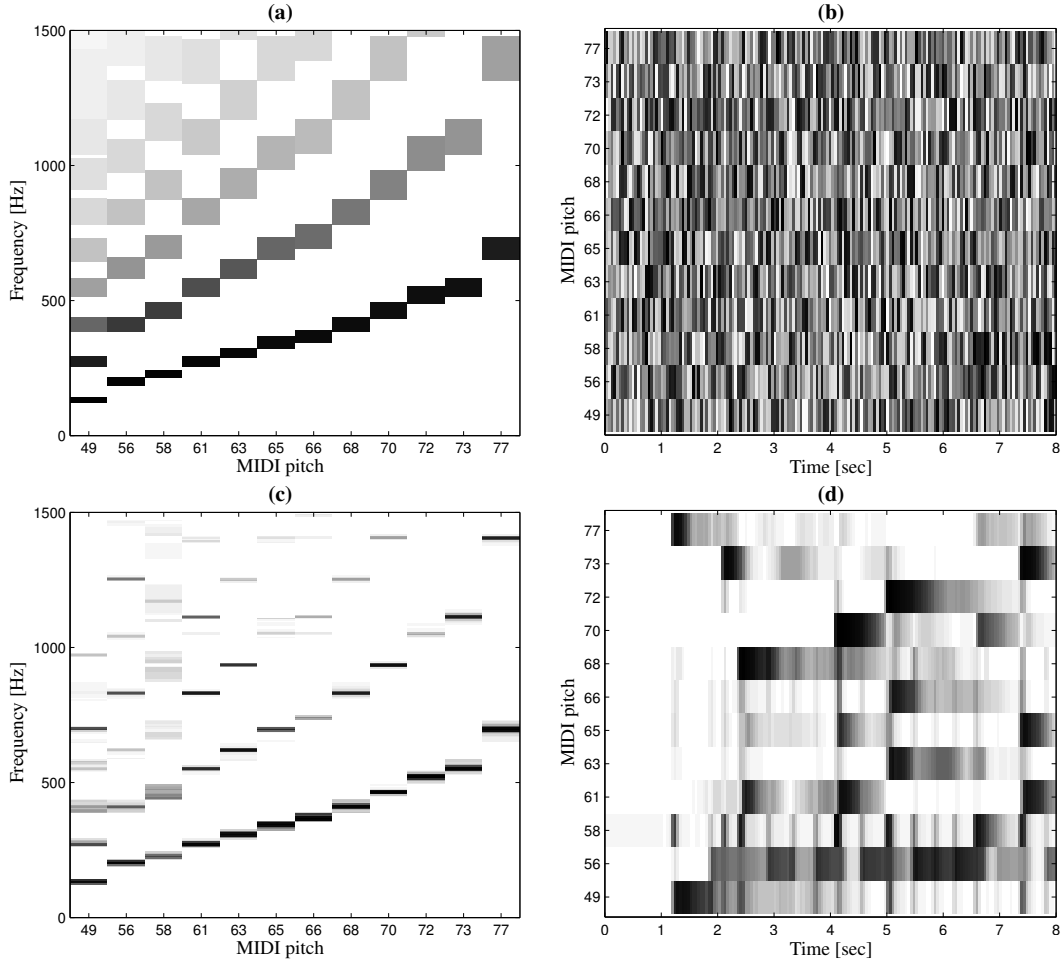 (a)
1500
1000
500
0
Frequency [Hz]
49 56 58 61 63 65 66 68 70 72 73 77
MIDI pitch
(b)
77
73
72
70
68
66
65
63
61
58
56
49
MIDI pitch
0 1 2 3 4 5 6 7 8
Time [sec]
(c)
1500
1000
500
0
Frequency [Hz]
49 56 58 61 63 65 66 68 70 72 73 77
MIDI pitch
(d)
77
73
72
70
68
66
65
63
61
58
56
49
MIDI pitch
0 1 2 3 4 5 6 7 8
Time [sec]